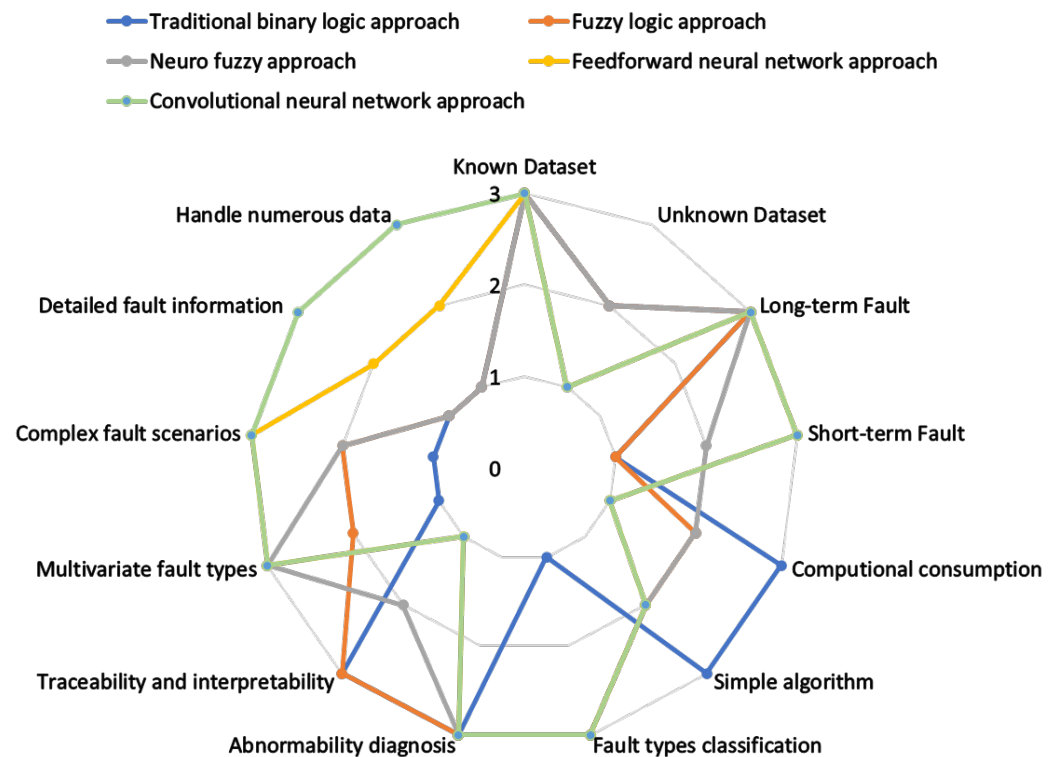 Traditional binary logic approach
Fuzzy logic approach
Neuro fuzzy approach
Feedforward neural network approach
Convolutional neural network approach
Known Dataset
3
Handle numerous data
Unknown Dataset
2
Detailed fault information
Long-term Fault
1
Complex fault scenarios
Short-term Fault
0
Multivariate fault types
Computional consumption
Traceability and interpretability
Simple algorithm
Abnormability diagnosis
Fault types classification